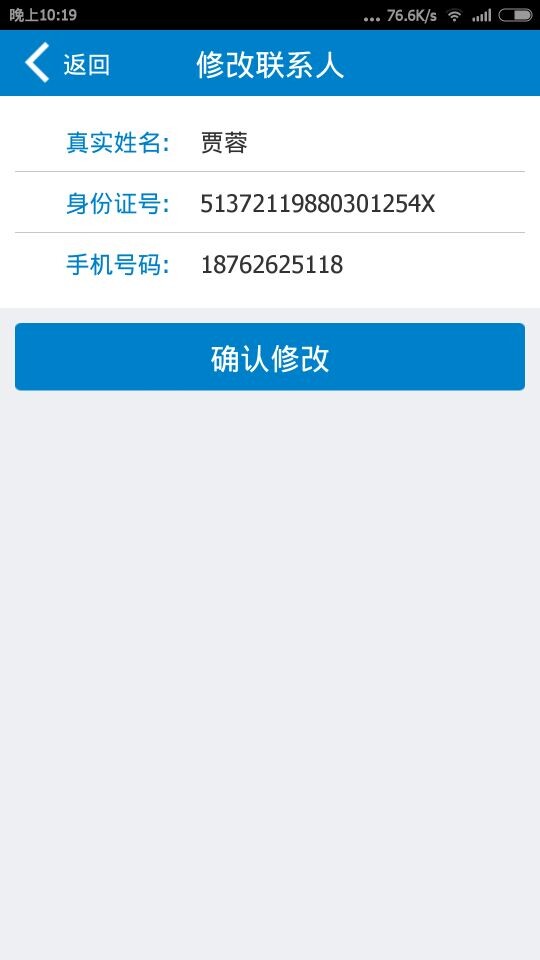 晚上10:19 ... 76.6K/s
返回 修改联系人
真实姓名: 贾蓉
身份证号: 51372119880301254X
手机号码: 18762625118
确认修改